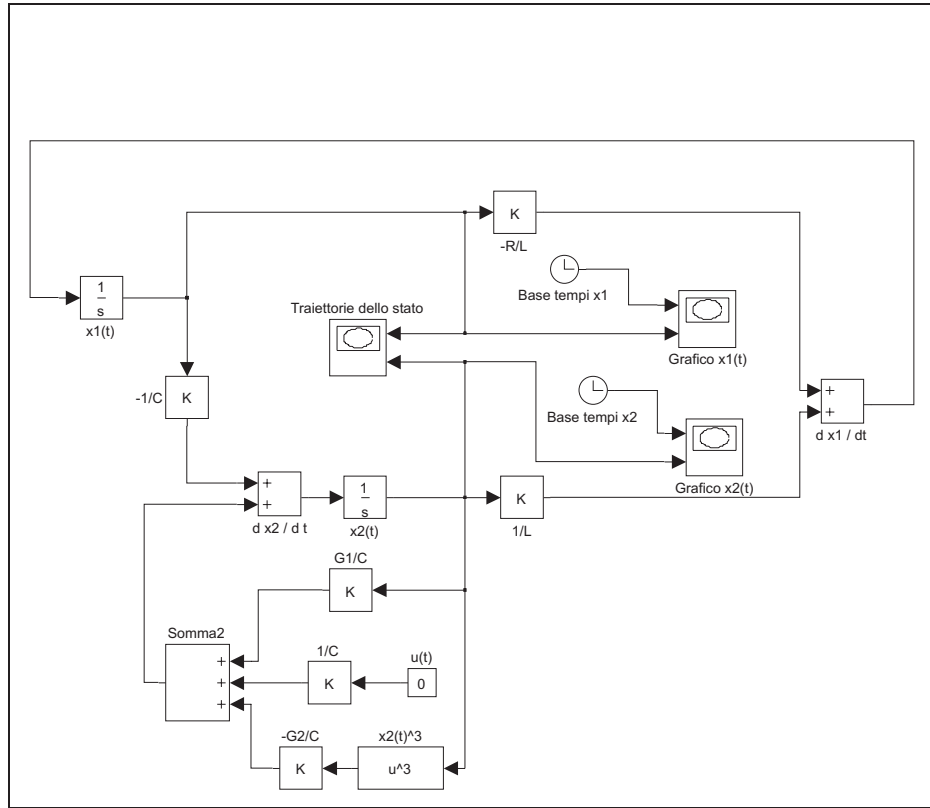 K
-R/L
1
s
x1(t)
Base tempi x1
Traiettorie dello stato
Grafico x1(t)
-1/C
K
Base tempi x2
+
+
d x1 / dt
Grafico x2(t)
+
+
d x2 / d t
1
s
x2(t)
K
1/L
G1/C
K
Somma2
+
+
+
1/C
K
u(t)
0
-G2/C
K
x2(t)^3
u^3